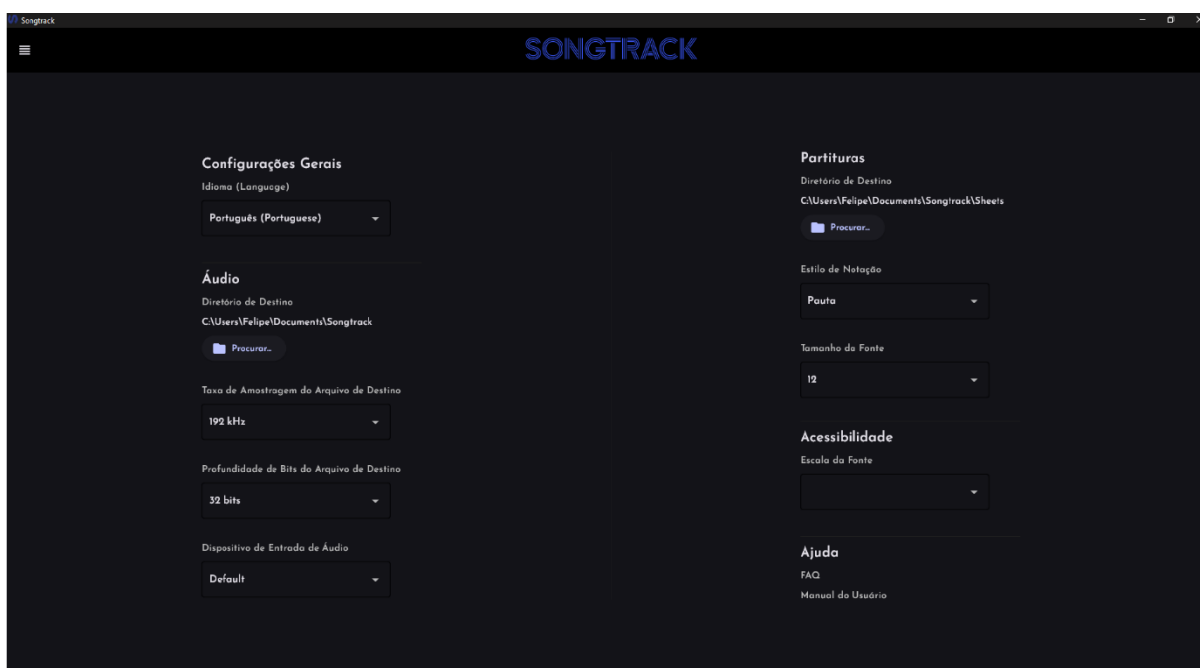 Songtrack
SONGTRACK
Configurações Gerais
Idioma (Language)
Português (Portuguese)
Áudio
Diretório de Destino
C:\Users\Felipe\Documents\Songtrack
Procurar...
Taxa de Amostragem do Arquivo de Destino
192 kHz
Profundidade de Bits do Arquivo de Destino
32 bits
Dispositivo de Entrada de Áudio
Default
Partituras
Diretório de Destino
C:\Users\Felipe\Documents\Songtrack\Sheets
Procurar...
Estilo de Notação
Pauta
Tamanho da Fonte
12
Acessibilidade
Escala da Fonte
Ajuda
FAQ
Manual do Usuário